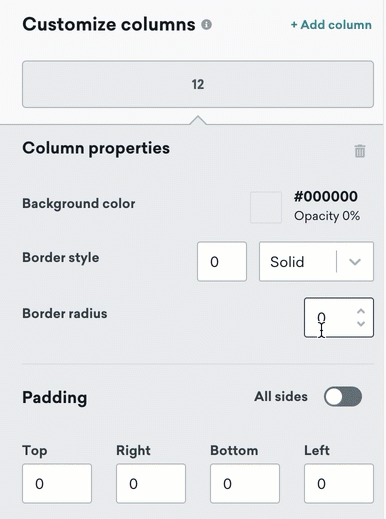 Customize columns + Add column
12
Column properties
Background color #000000
Opacity 0%
Border style 0 Solid
Border radius 0
Padding All sides
Top Right Bottom Left
0 0 0 0